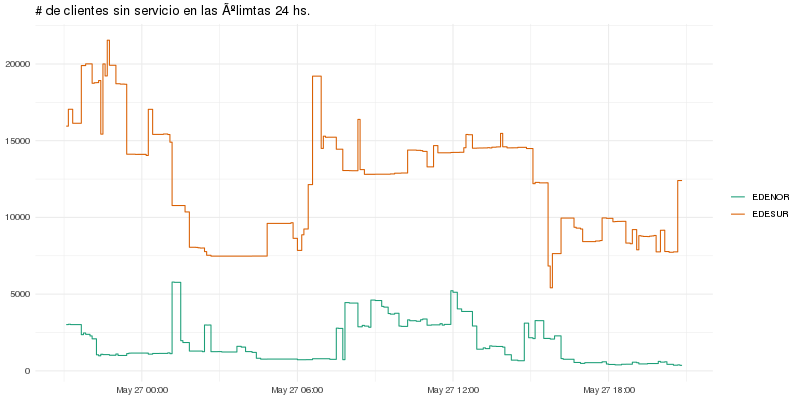 # de clientes sin servicio en las Ãºlimtas 24 hs.
20000
15000
10000
5000
0
May 27 00:00
May 27 06:00
May 27 12:00
May 27 18:00
EDENOR
EDESUR